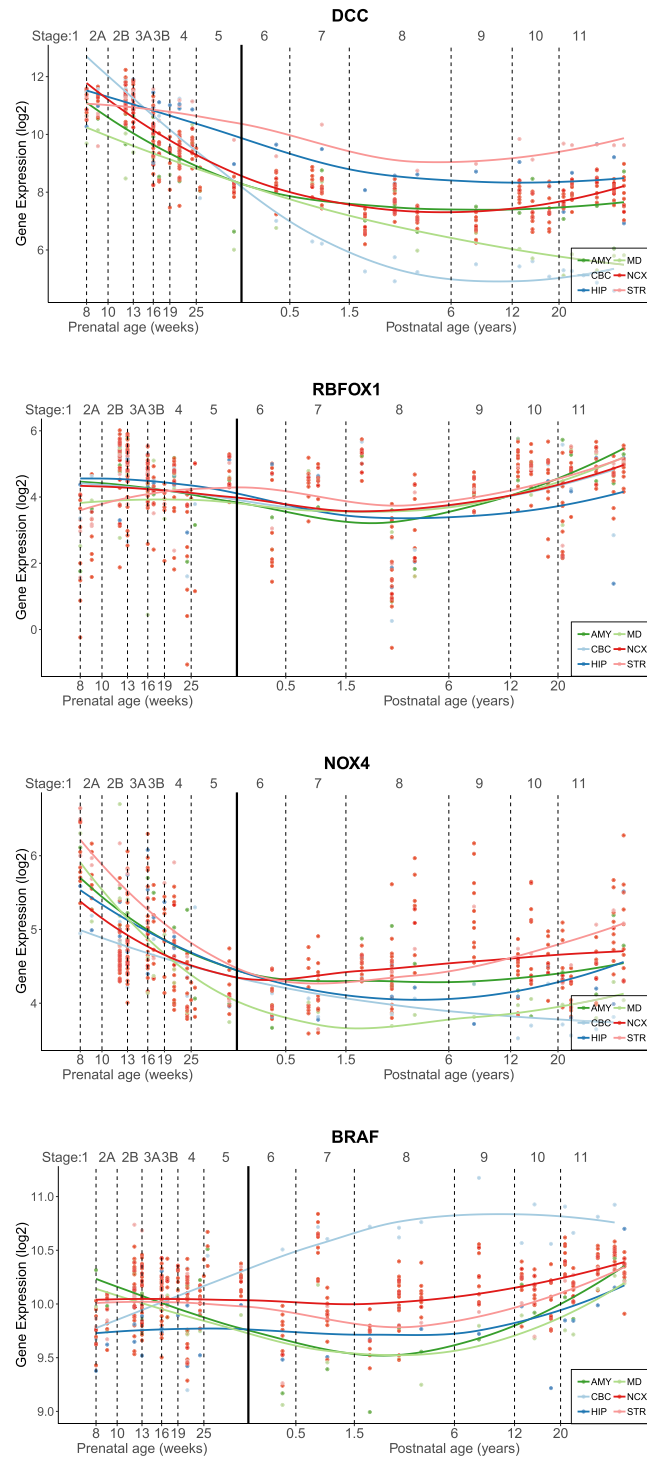 DCC
Stage:1 2A 2B 3A 3B 4 5 6 7 8 9 10 11
Gene Expression (log2)
12
10
8
6
AMY MD
CBC NCX
HIP STR
8 10 13 16 19 25 0.5 1.5 6 12 20
Prenatal age (weeks) Postnatal age (years)
RBFOX1
Stage:1 2A 2B 3A 3B 4 5 6 7 8 9 10 11
Gene Expression (log2)
6
4
2
0
AMY MD
CBC NCX
HIP STR
8 10 13 16 19 25 0.5 1.5 6 12 20
Prenatal age (weeks) Postnatal age (years)
NOX4
Stage:1 2A 2B 3A 3B 4 5 6 7 8 9 10 11
Gene Expression (log2)
6
5
4
AMY MD
CBC NCX
HIP STR
8 10 13 16 19 25 0.5 1.5 6 12 20
Prenatal age (weeks) Postnatal age (years)
BRAF
Stage:1 2A 2B 3A 3B 4 5 6 7 8 9 10 11
Gene Expression (log2)
11.0
10.5
10.0
9.5
9.0
AMY MD
CBC NCX
HIP STR
8 10 13 16 19 25 0.5 1.5 6 12 20
Prenatal age (weeks) Postnatal age (years)